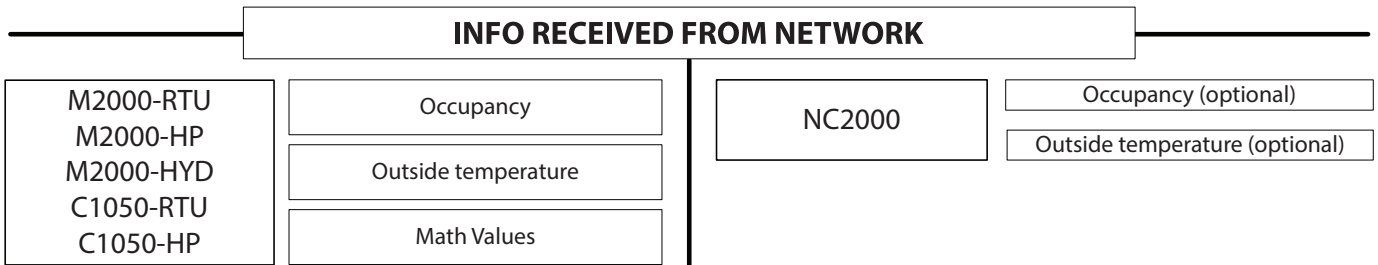 INFO RECEIVED FROM NETWORK
M2000-RTU
M2000-HP
M2000-HYD
C1050-RTU
C1050-HP
Occupancy
Outside temperature
Math Values
NC2000
Occupancy (optional)
Outside temperature (optional)